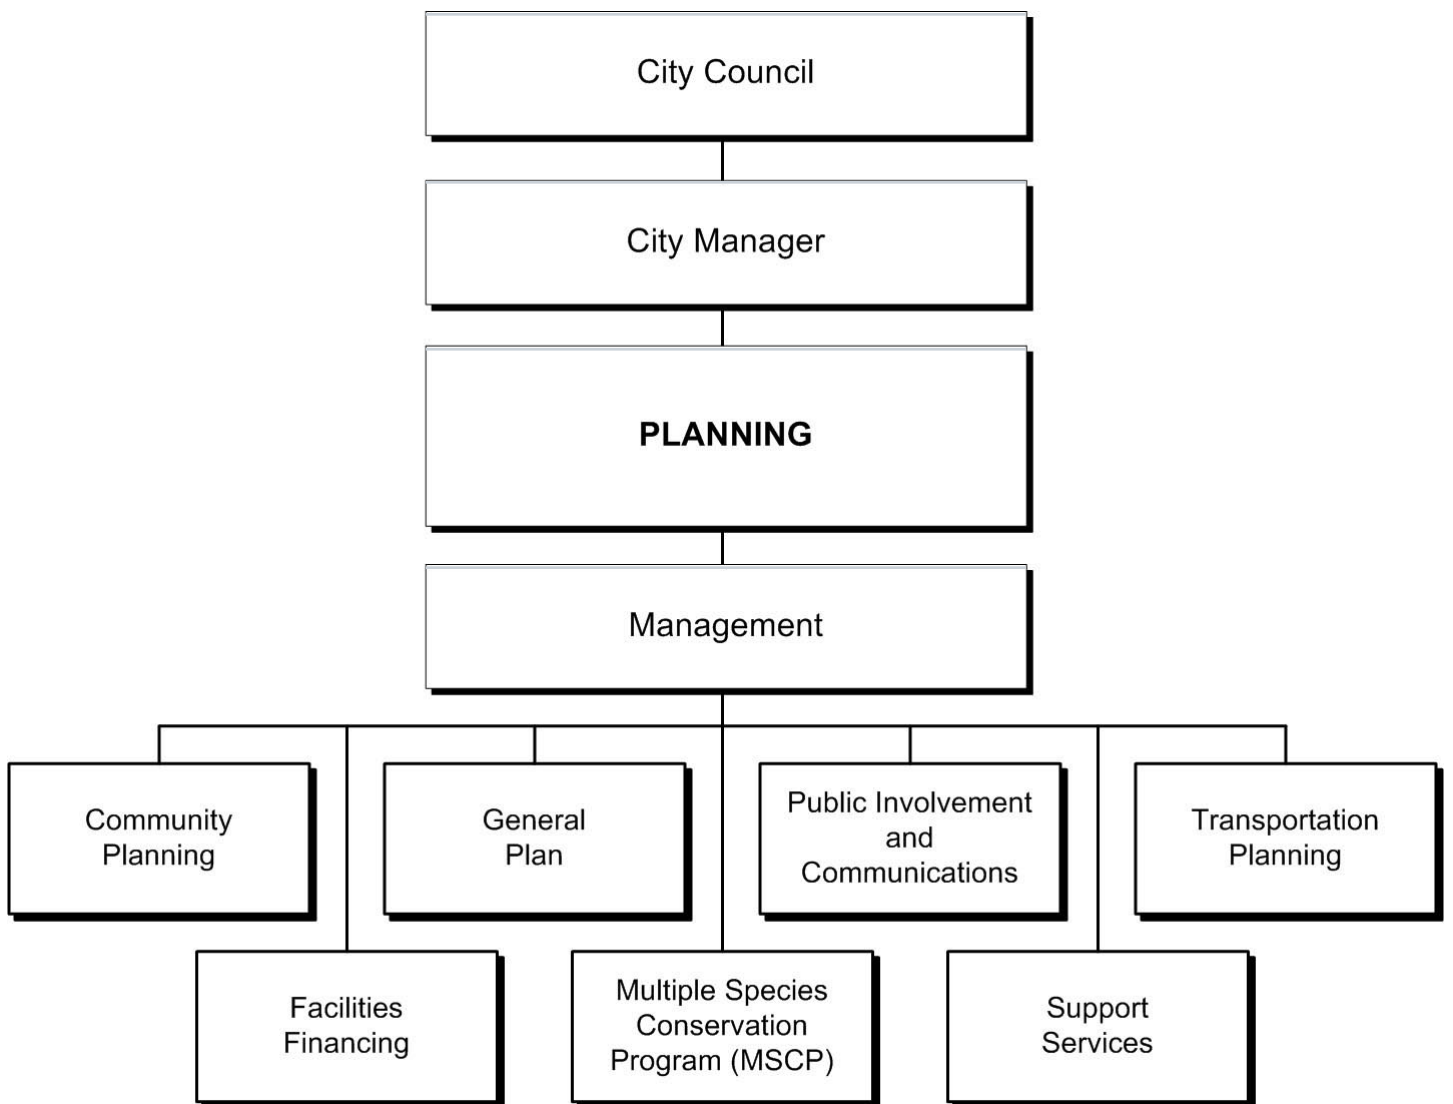 City Council
City Manager
PLANNING
Management
Community
Planning
General
Plan
Public Involvement
and
Communications
Transportation
Planning
Facilities
Financing
Multiple Species
Conservation
Program (MSCP)
Support
Services